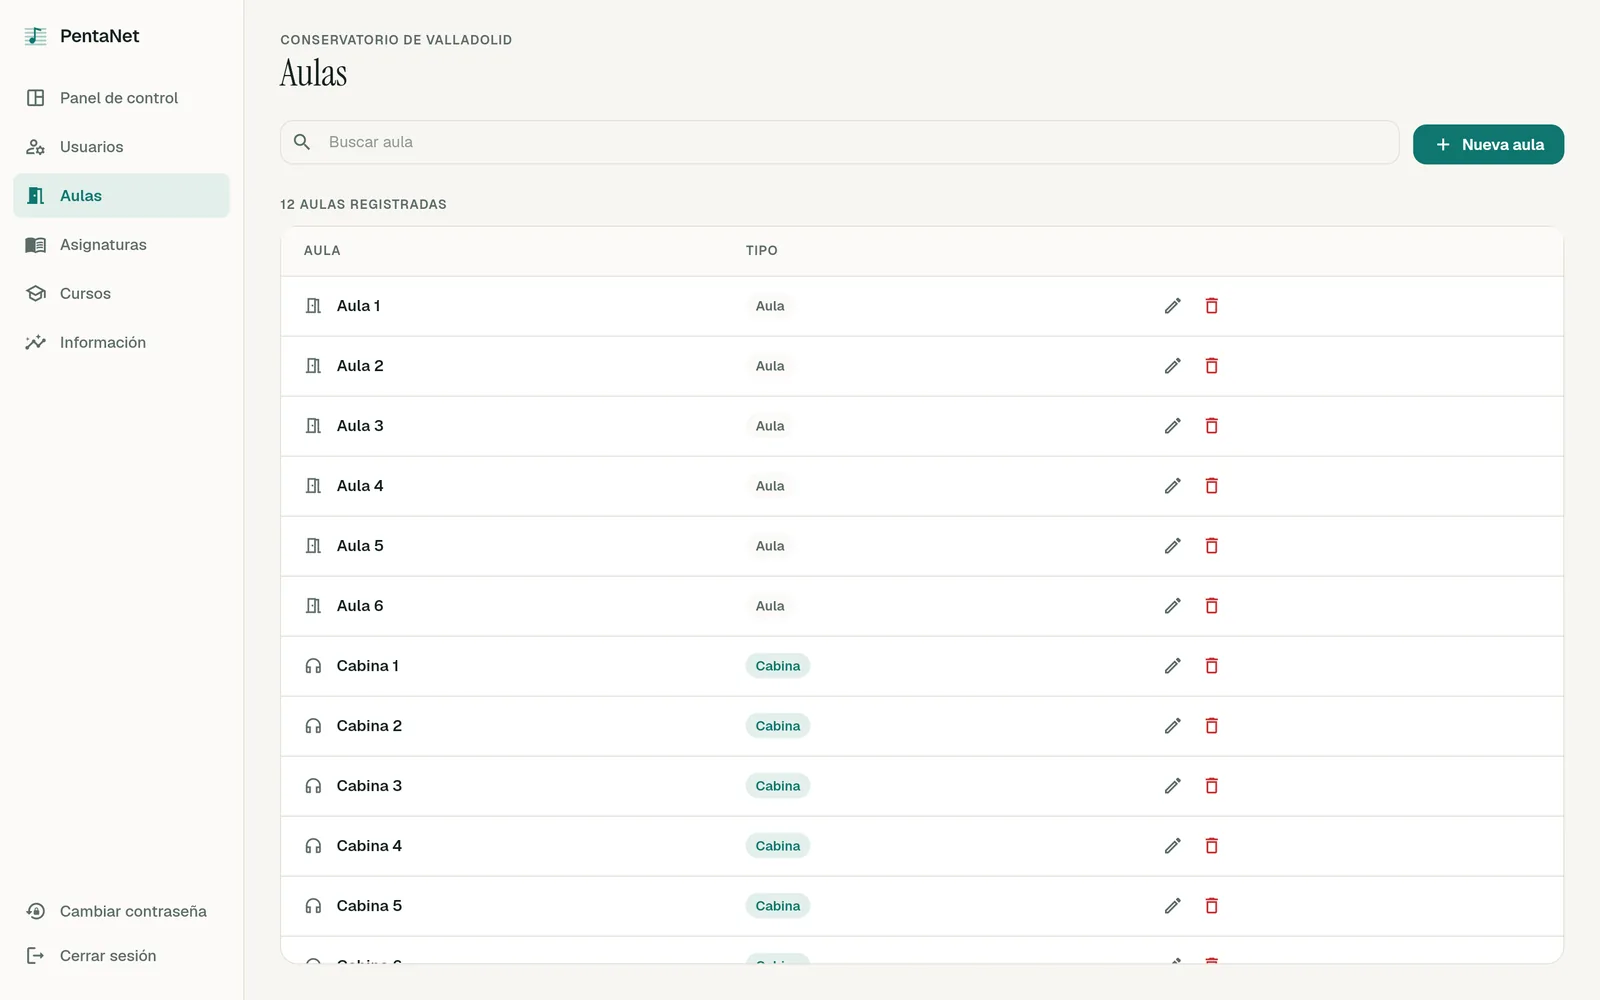 PentaNet
Panel de control
Usuarios
Aulas
Asignaturas
Cursos
Información
Cambiar contraseña
Cerrar sesión
CONSERVATORIO DE VALLADOLID
Aulas
Buscar aula
Nueva aula
12 AULAS REGISTRADAS
AULA TIPO
Aula 1 Aula
Aula 2 Aula
Aula 3 Aula
Aula 4 Aula
Aula 5 Aula
Aula 6 Aula
Cabina 1 Cabina
Cabina 2 Cabina
Cabina 3 Cabina
Cabina 4 Cabina
Cabina 5 Cabina